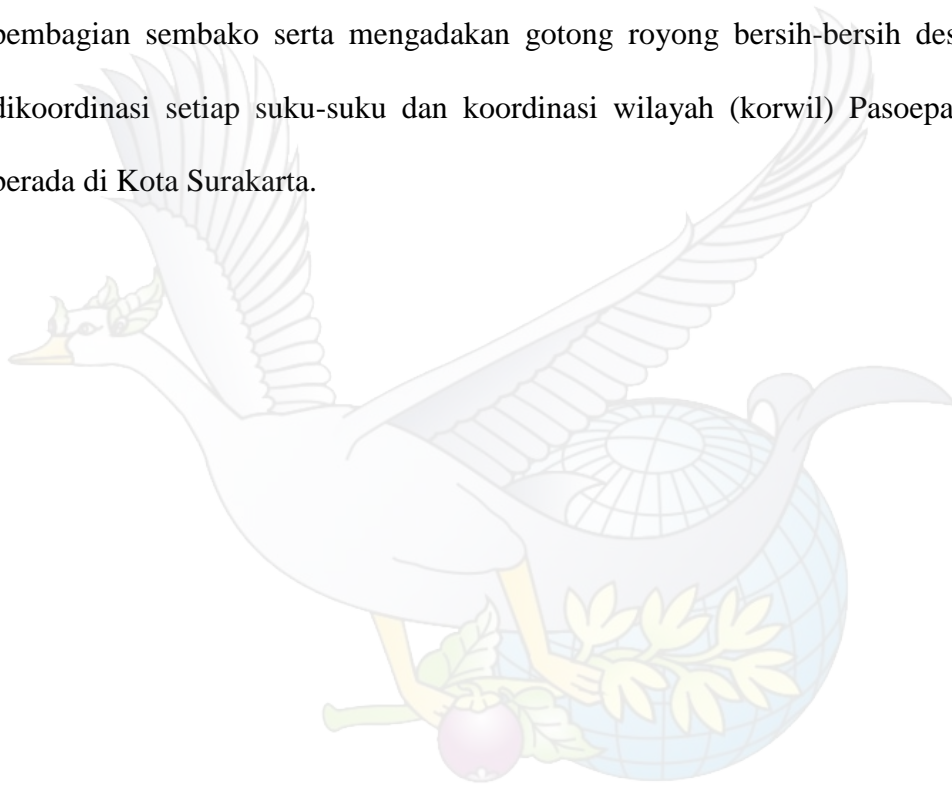 pembagian sembako serta mengadakan gotong royong bersih-bersih des
dikoordinasi setiap suku-suku dan koordinasi wilayah (korwil) Pasoepa
berada di Kota Surakarta.